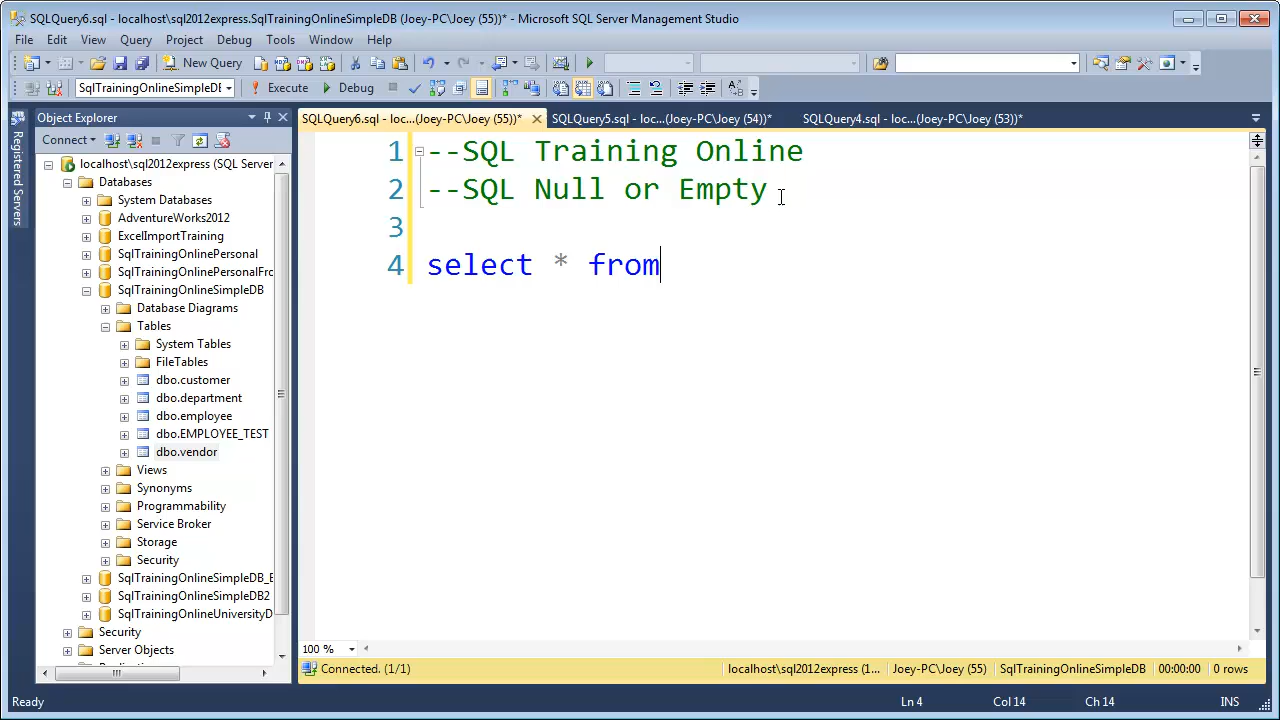 SQLQuery6.sql - localhost\sql2012express.SqlTrainingOnlineSimpleDB (Joey-PC\Joey (55))* - Microsoft SQL Server Management Studio
File Edit View Query Project Debug Tools Window Help
New Query
SqlTrainingOnlineSimpleDE Execute Debug
Registered Servers
Object Explorer
Connect
localhost\sql2012express (SQL Server
Databases
System Databases
AdventureWorks2012
ExcelImportTraining
SqlTrainingOnlinePersonal
SqlTrainingOnlinePersonalFro
SqlTrainingOnlineSimpleDB
Database Diagrams
Tables
System Tables
FileTables
dbo.customer
dbo.department
dbo.employee
dbo.EMPLOYEE_TEST
dbo.vendor
Views
Synonyms
Programmability
Service Broker
Storage
Security
SqlTrainingOnlineSimpleDB_E
SqlTrainingOnlineSimpleDB2
SqlTrainingOnlineUniversityD
Security
Server Objects
SQLQuery6.sql - loc...(Joey-PC\Joey (55))* SQLQuery5.sql - loc...(Joey-PC\Joey (54))* SQLQuery4.sql - loc...(Joey-PC\Joey (53))*
1 --SQL Training Online
2 --SQL Null or Empty
3
4 select * from
100 %
Connected. (1/1) localhost\sql2012express (1... Joey-PC\Joey (55) SqlTrainingOnlineSimpleDB 00:00:00 0 rows
Ready Ln 4 Col 14 Ch 14 INS